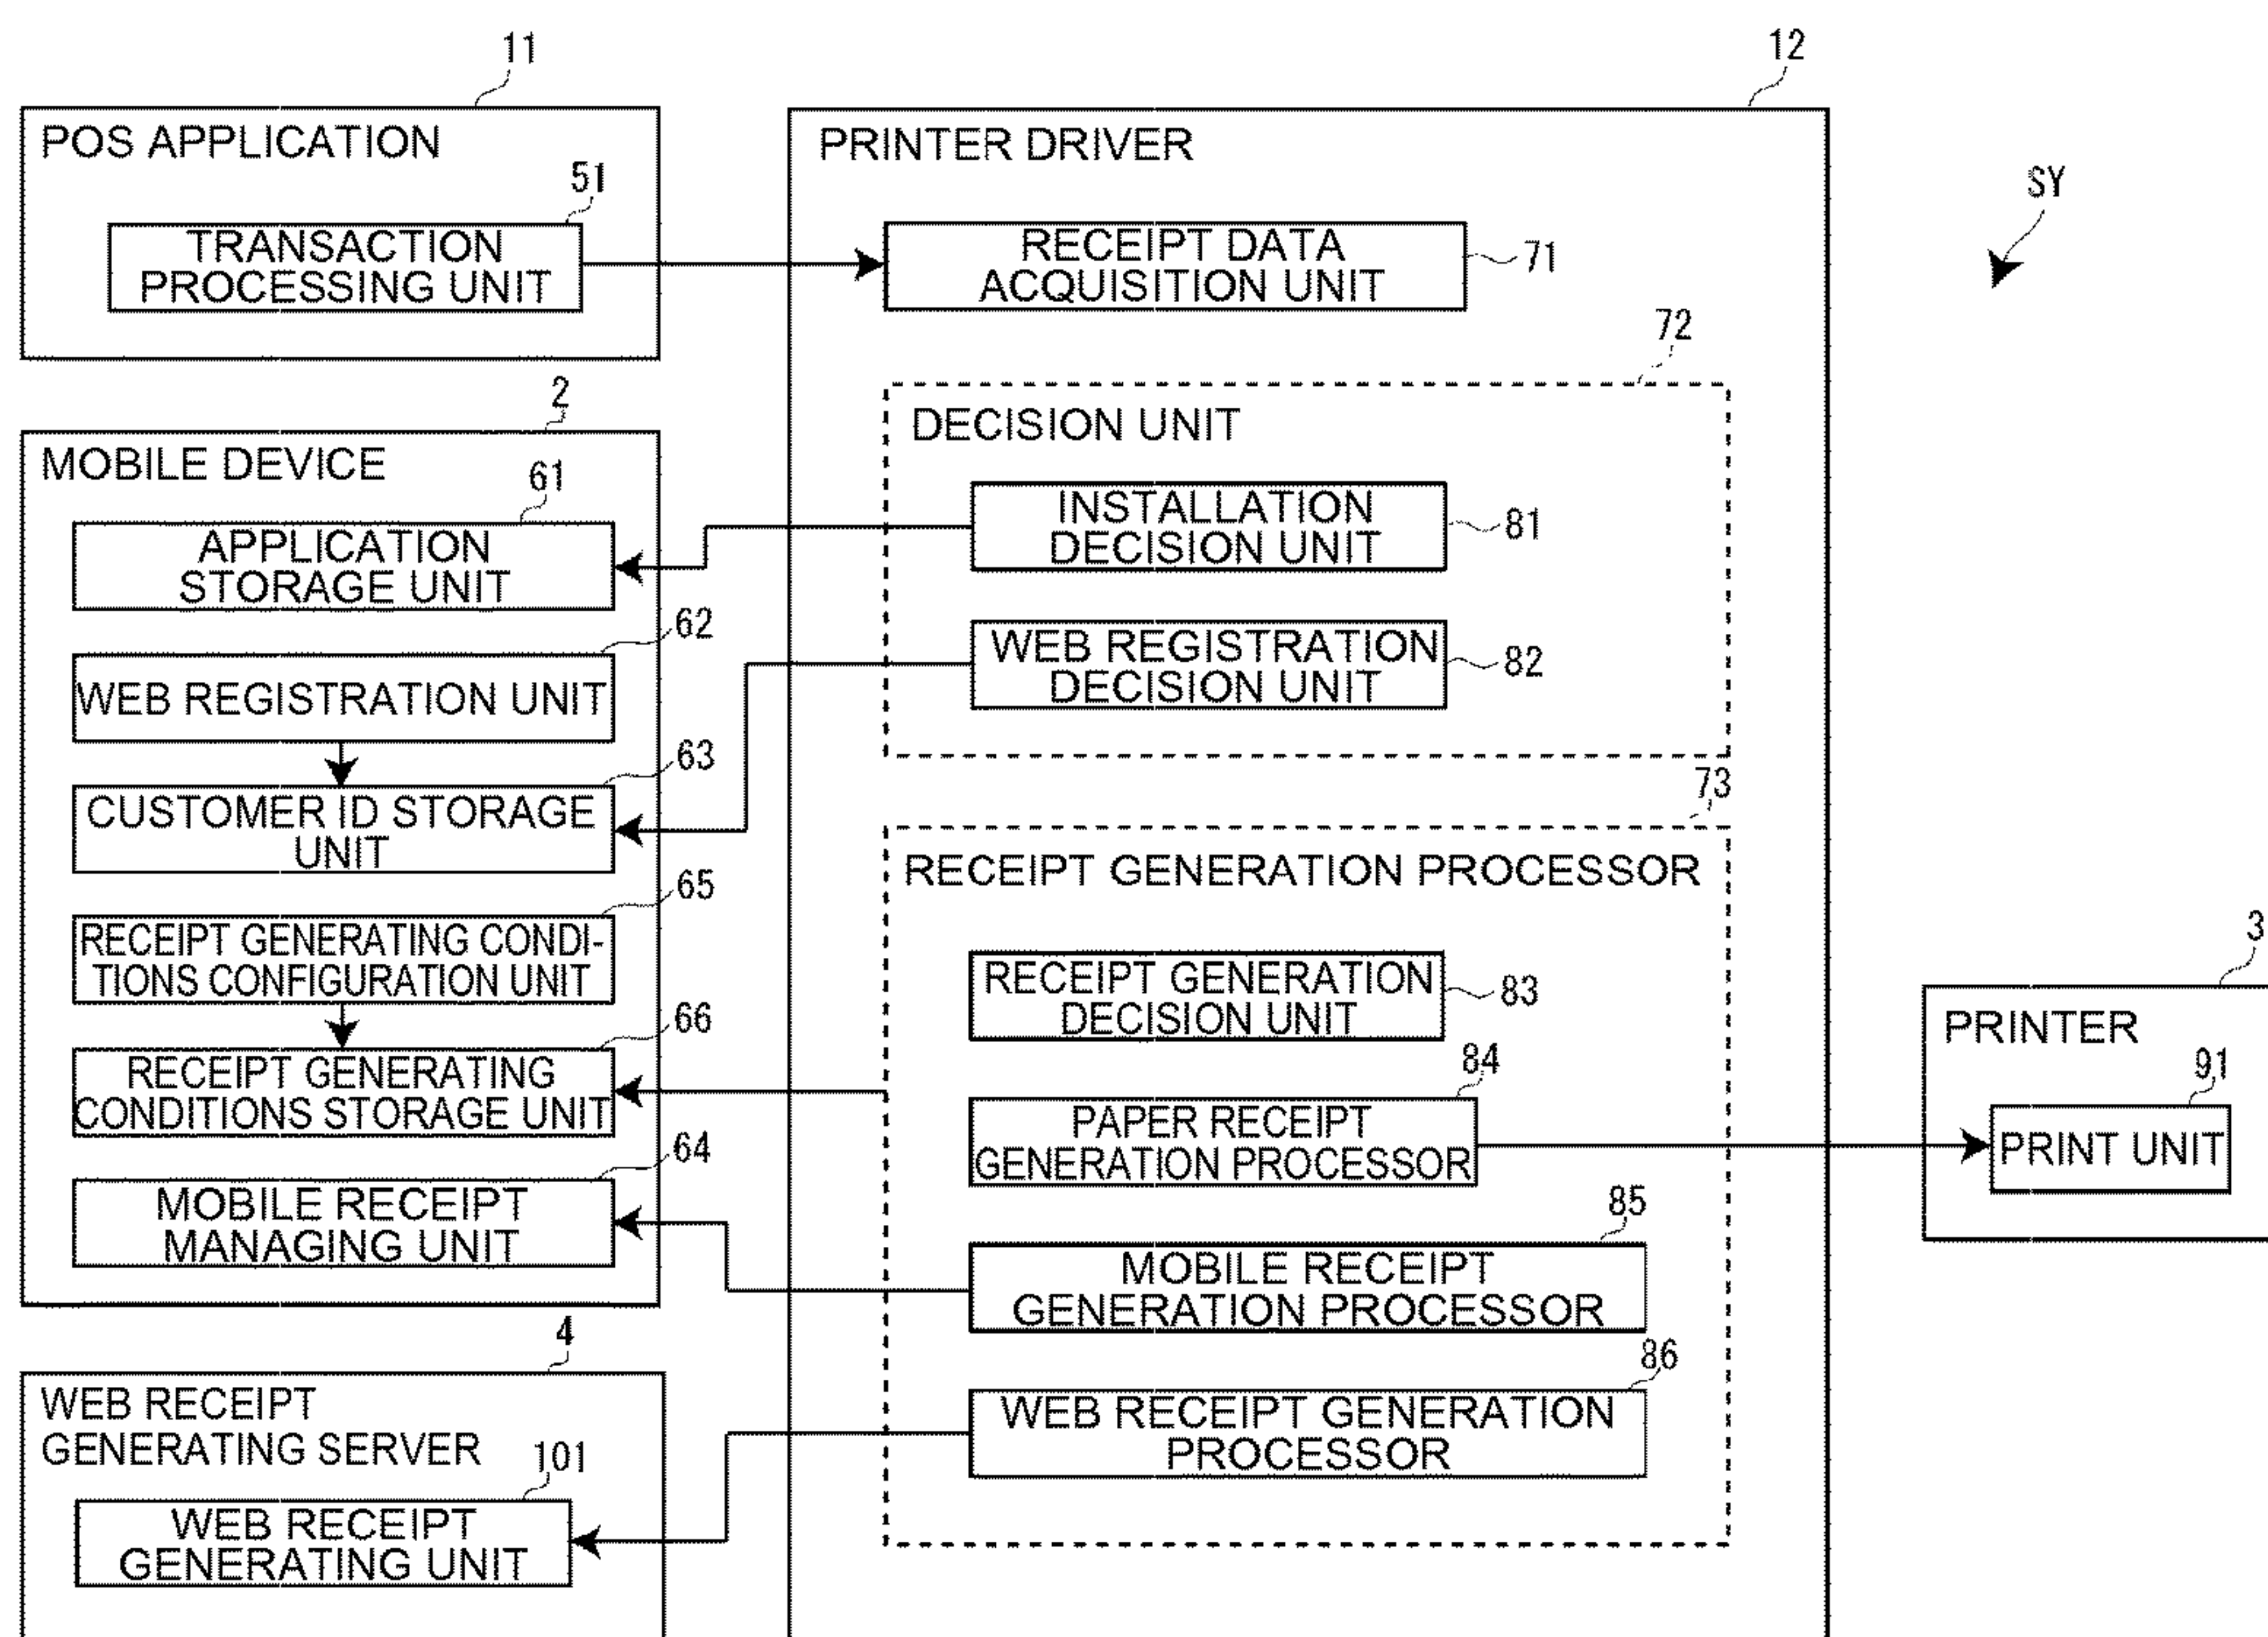 11
POS APPLICATION
51
TRANSACTION
PROCESSING UNIT
2
MOBILE DEVICE
61
APPLICATION
STORAGE UNIT
62
WEB REGISTRATION UNIT
63
CUSTOMER ID STORAGE
UNIT
65
RECEIPT GENERATING CONDI-
TIONS CONFIGURATION UNIT
66
RECEIPT GENERATING
CONDITIONS STORAGE UNIT
64
MOBILE RECEIPT
MANAGING UNIT
4
WEB RECEIPT
GENERATING SERVER
101
WEB RECEIPT
GENERATING UNIT
12
PRINTER DRIVER
RECEIPT DATA
ACQUISITION UNIT
71
72
DECISION UNIT
INSTALLATION
DECISION UNIT
81
WEB REGISTRATION
DECISION UNIT
82
73
RECEIPT GENERATION PROCESSOR
RECEIPT GENERATION
DECISION UNIT
83
84
PAPER RECEIPT
GENERATION PROCESSOR
85
MOBILE RECEIPT
GENERATION PROCESSOR
86
WEB RECEIPT GENERATION
PROCESSOR
SY
3
PRINTER
91
PRINT UNIT